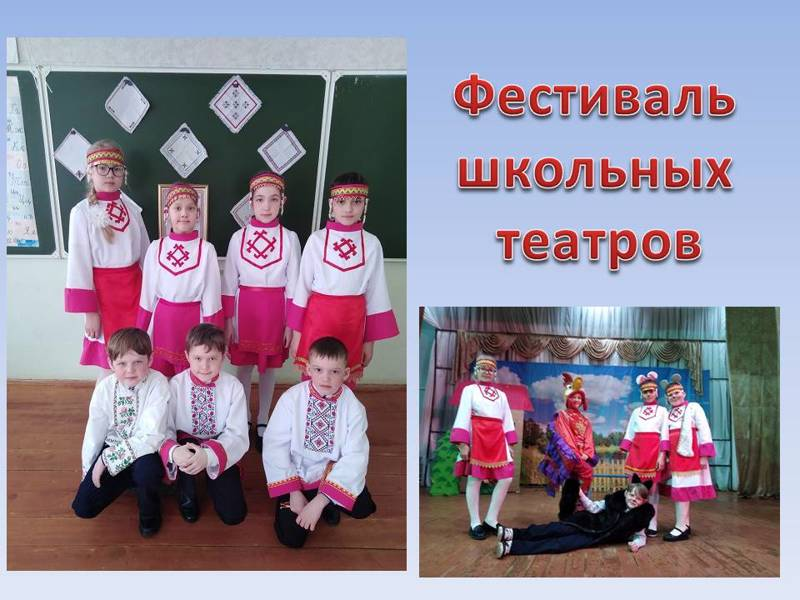 Фестиваль
школьных
театров